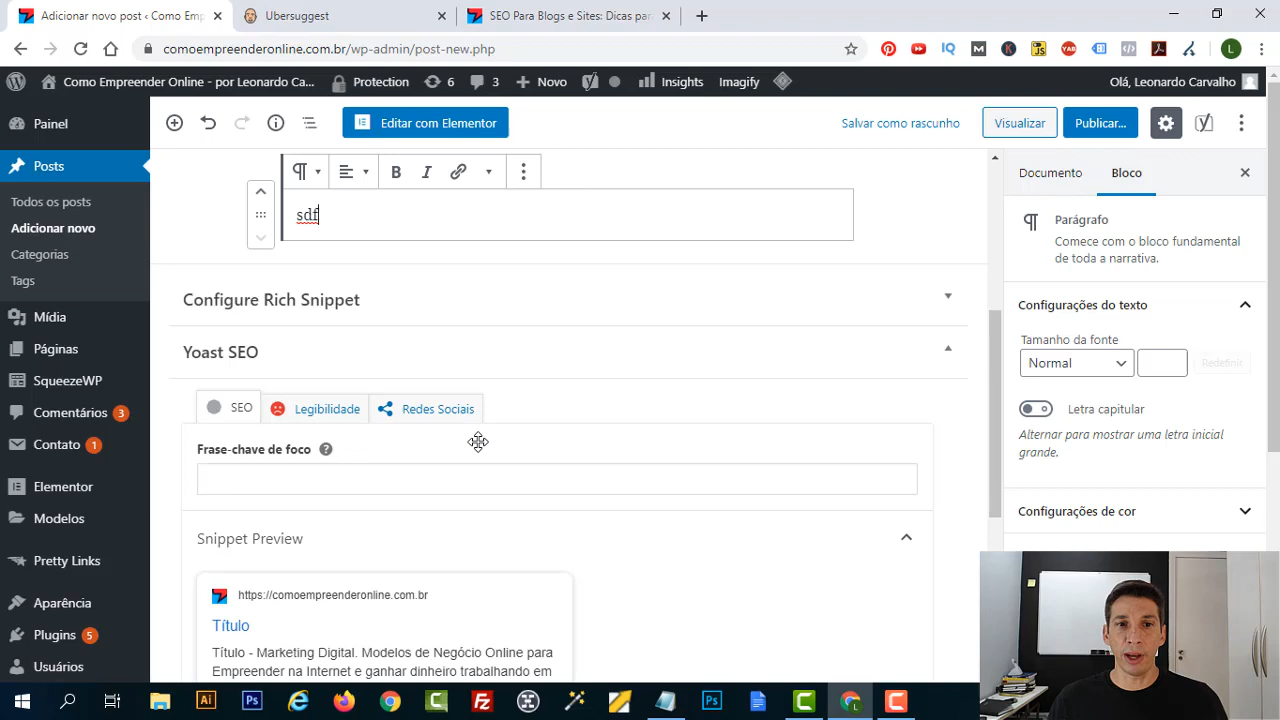 Adicionar novo post ‹ Como Em
Ubersuggest
SEO Para Blogs e Sites: Dicas par
comoempreenderonline.com.br/wp-admin/post-new.php
L
Como Empreender Online - por Leonardo Ca...
Protection
6
3
Novo
Insights
Imagify
Olá, Leonardo Carvalho
Painel
Posts
Todos os posts
Adicionar novo
Categorias
Tags
Mídia
Páginas
SqueezeWP
Comentários 3
Contato 1
Elementor
Modelos
Pretty Links
Aparência
Plugins 5
Usuários
Editar com Elementor
Salvar como rascunho
Visualizar
Publicar...
B I
sdf
Configure Rich Snippet
Yoast SEO
SEO
Legibilidade
Redes Sociais
Frase-chave de foco ?
Snippet Preview
https://comoempreenderonline.com.br
Título
Título - Marketing Digital. Modelos de Negócio Online para
Empreender na Internet e ganhar dinheiro trabalhando em
Documento
Bloco
Parágrafo
Comece com o bloco fundamental
de toda a narrativa.
Configurações do texto
Tamanho da fonte
Normal
Redefinir
Letra capitular
Alternar para mostrar uma letra inicial
grande.
Configurações de cor